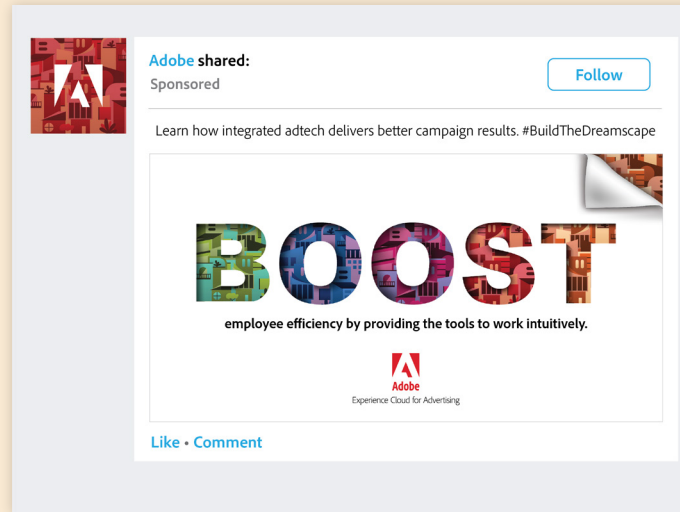 Adobe shared:
Sponsored
Follow
Learn how integrated adtech delivers better campaign results. #BuildTheDreamscape
BOOST
employee efficiency by providing the tools to work intuitively.
Adobe
Experience Cloud for Advertising
Like • Comment